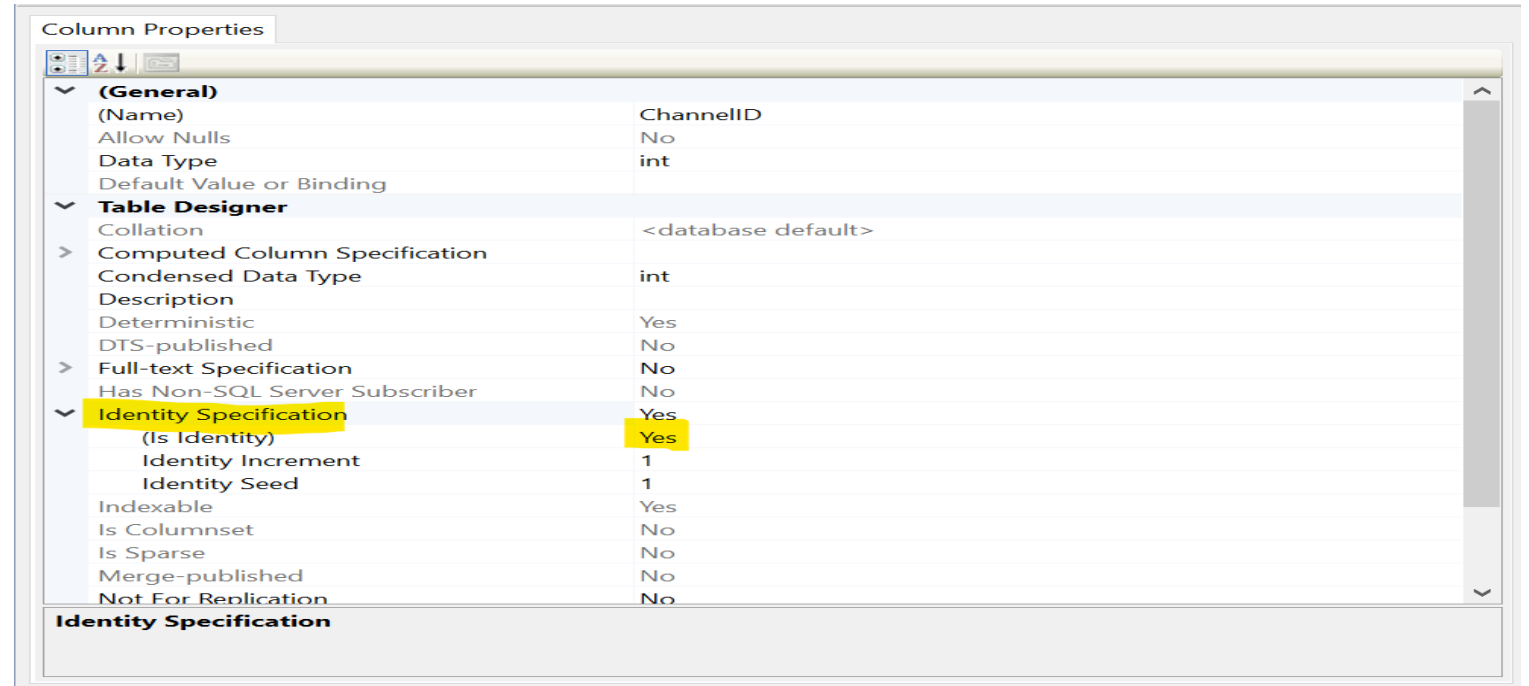 Column Properties
(General)
(Name) ChannelID
Allow Nulls No
Data Type int
Default Value or Binding
Table Designer
Collation <database default>
Computed Column Specification
Condensed Data Type int
Description
Deterministic Yes
DTS-published No
Full-text Specification No
Has Non-SQL Server Subscriber No
Identity Specification Yes
(Is Identity) Yes
Identity Increment 1
Identity Seed 1
Indexable Yes
Is Columnset No
Is Sparse No
Merge-published No
Not For Replication No
Identity Specification